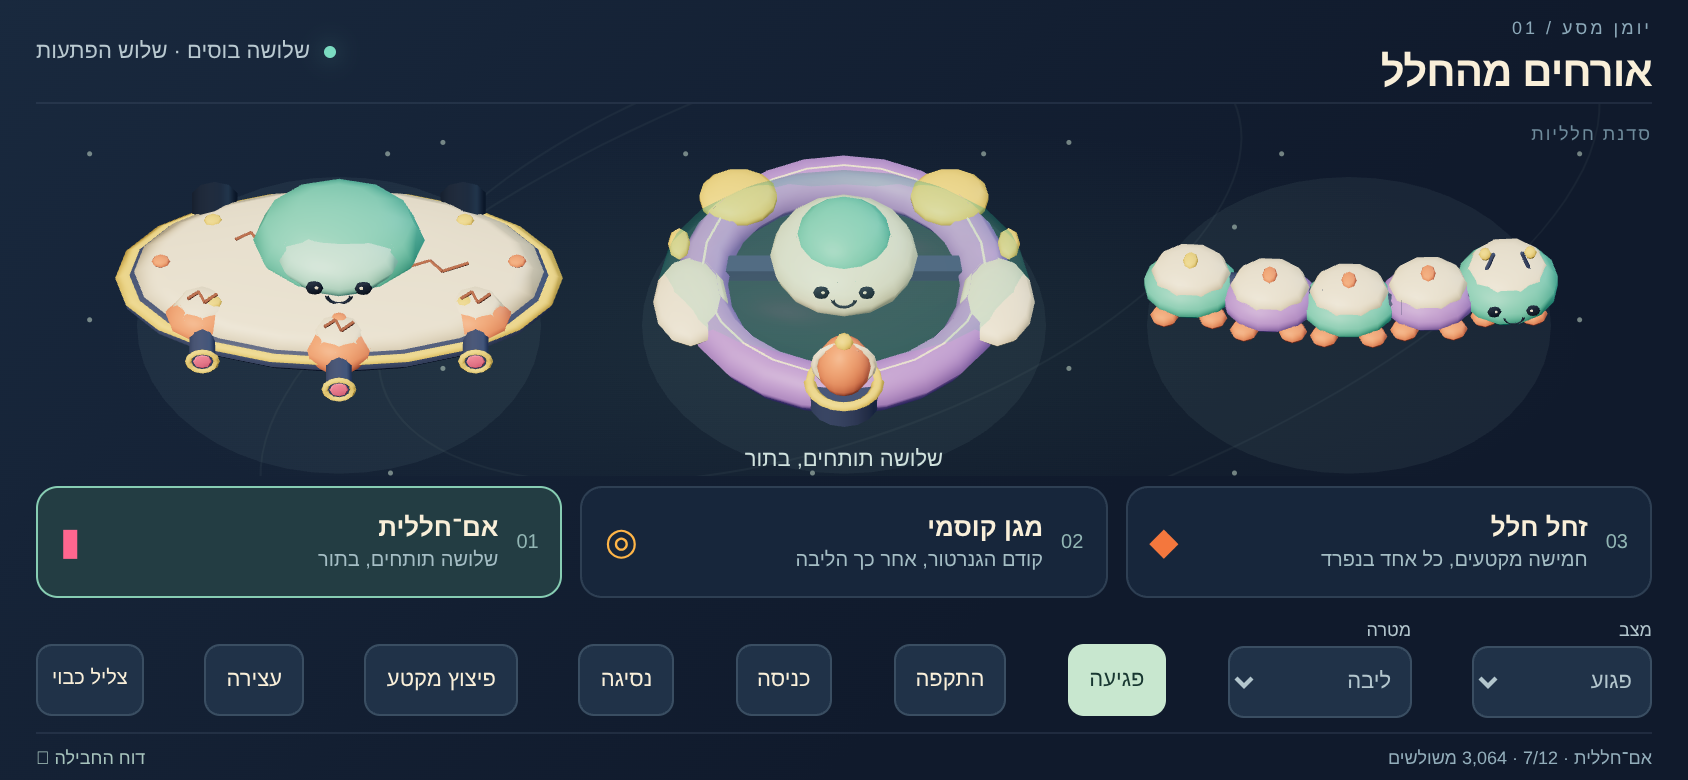 יומן מסע / 01
אורחים מהחלל
שלושה בוסים · שלוש הפתעות
סדנת חלליות
שלושה תותחים, בתור
03
זחל חלל
חמישה מקטעים, כל אחד בנפרד
02
מגן קוסמי
קודם הגנרטור, אחר כך הליבה
01
אם־חללית
שלושה תותחים, בתור
מצב
פגוע
מטרה
ליבה
פגיעה
התקפה
כניסה
נסיגה
פיצוץ מקטע
עצירה
צליל כבוי
אם־חללית · 7/12 · 3,064 משולשים
דוח החבילה